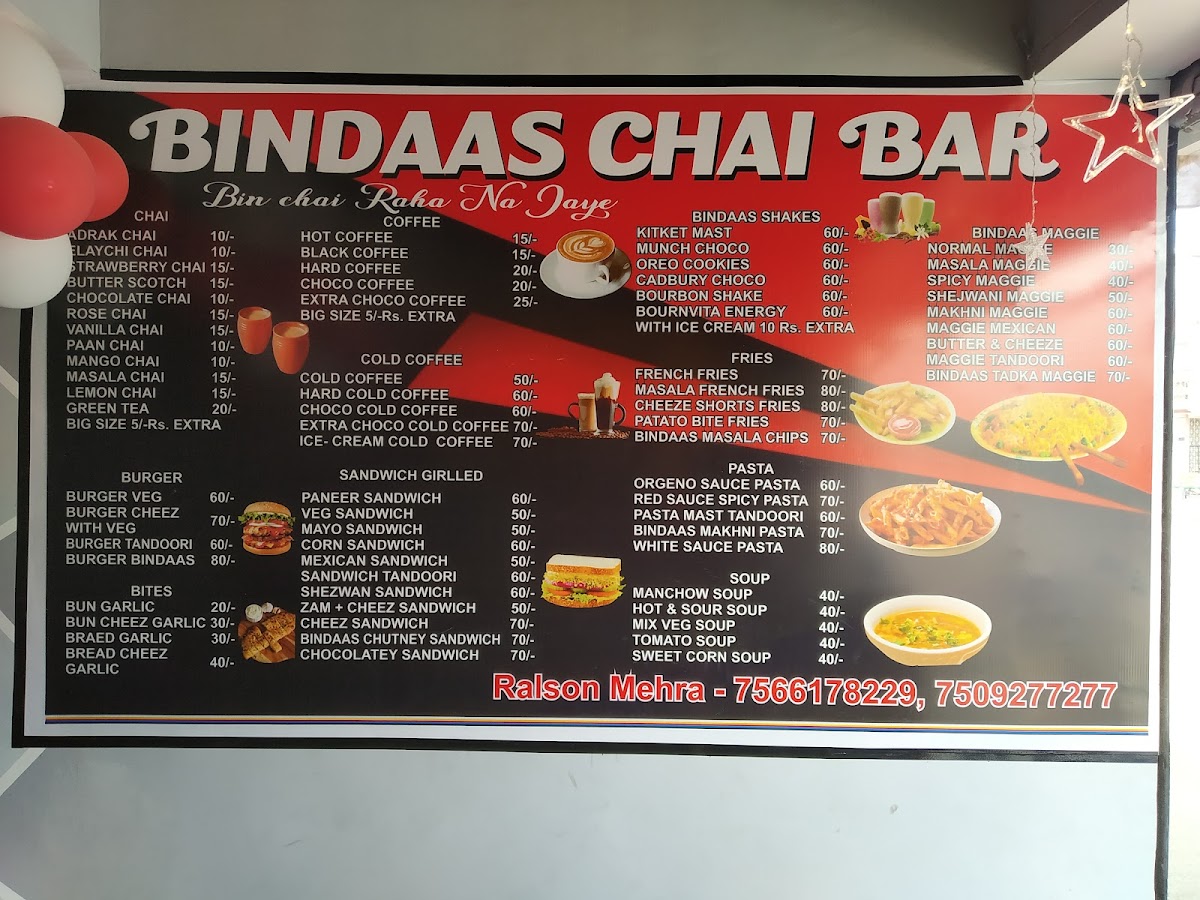 BINDAAS CHAI BAR
Bin chai Raha Na Jaye
CHAI
ADRAK CHAI 10/-
ELAYCHI CHAI 10/-
STRAWBERRY CHAI 15/-
BUTTER SCOTCH 15/-
CHOCOLATE CHAI 10/-
ROSE CHAI 15/-
VANILLA CHAI 15/-
PAAN CHAI 10/-
MANGO CHAI 10/-
MASALA CHAI 15/-
LEMON CHAI 15/-
GREEN TEA 20/-
BIG SIZE 5/-Rs. EXTRA
COFFEE
HOT COFFEE 15/-
BLACK COFFEE 15/-
HARD COFFEE 20/-
CHOCO COFFEE 20/-
EXTRA CHOCO COFFEE 25/-
BIG SIZE 5/-Rs. EXTRA
COLD COFFEE
COLD COFFEE 50/-
HARD COLD COFFEE 60/-
CHOCO COLD COFFEE 60/-
EXTRA CHOCO COLD COFFEE 70/-
ICE- CREAM COLD COFFEE 70/-
BINDAAS SHAKES
KITKET MAST 60/-
MUNCH CHOCO 60/-
OREO COOKIES 60/-
CADBURY CHOCO 60/-
BOURBON SHAKE 60/-
BOURNVITA ENERGY 60/-
WITH ICE CREAM 10 Rs. EXTRA
FRIES
FRENCH FRIES 70/-
MASALA FRENCH FRIES 80/-
CHEEZE SHORTS FRIES 80/-
PATATO BITE FRIES 70/-
BINDAAS MASALA CHIPS 70/-
BINDAAS MAGGIE
NORMAL MAGGIE 30/-
MASALA MAGGIE 40/-
SPICY MAGGIE 40/-
SHEJWANI MAGGIE 50/-
MAKHNI MAGGIE 60/-
MAGGIE MEXICAN 60/-
BUTTER & CHEEZE 60/-
MAGGIE TANDOORI 60/-
BINDAAS TADKA MAGGIE 70/-
BURGER
BURGER VEG 60/-
BURGER CHEEZ
WITH VEG 70/-
BURGER TANDOORI 60/-
BURGER BINDAAS 80/-
BITES
BUN GARLIC 20/-
BUN CHEEZ GARLIC 30/-
BRAED GARLIC 30/-
BREAD CHEEZ
GARLIC 40/-
SANDWICH GIRLLED
PANEER SANDWICH 60/-
VEG SANDWICH 50/-
MAYO SANDWICH 50/-
CORN SANDWICH 60/-
MEXICAN SANDWICH 50/-
SANDWICH TANDOORI 60/-
SHEZWAN SANDWICH 60/-
ZAM + CHEEZ SANDWICH 50/-
CHEEZ SANDWICH 70/-
BINDAAS CHUTNEY SANDWICH 70/-
CHOCOLATEY SANDWICH 70/-
PASTA
ORGENO SAUCE PASTA 60/-
RED SAUCE SPICY PASTA 70/-
PASTA MAST TANDOORI 60/-
BINDAAS MAKHNI PASTA 70/-
WHITE SAUCE PASTA 80/-
SOUP
MANCHOW SOUP 40/-
HOT & SOUR SOUP 40/-
MIX VEG SOUP 40/-
TOMATO SOUP 40/-
SWEET CORN SOUP 40/-
Ralson Mehra - 7566178229, 7509277277